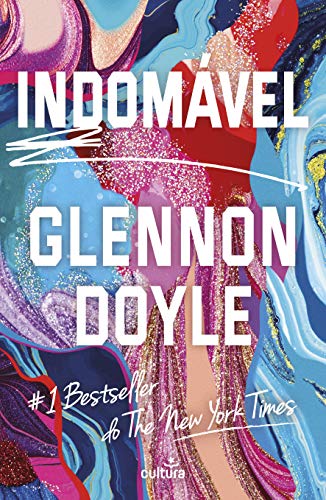 INDOMÁVEL
GLENNON
DOYLE
#1 Bestseller
do The New York Times
cultura